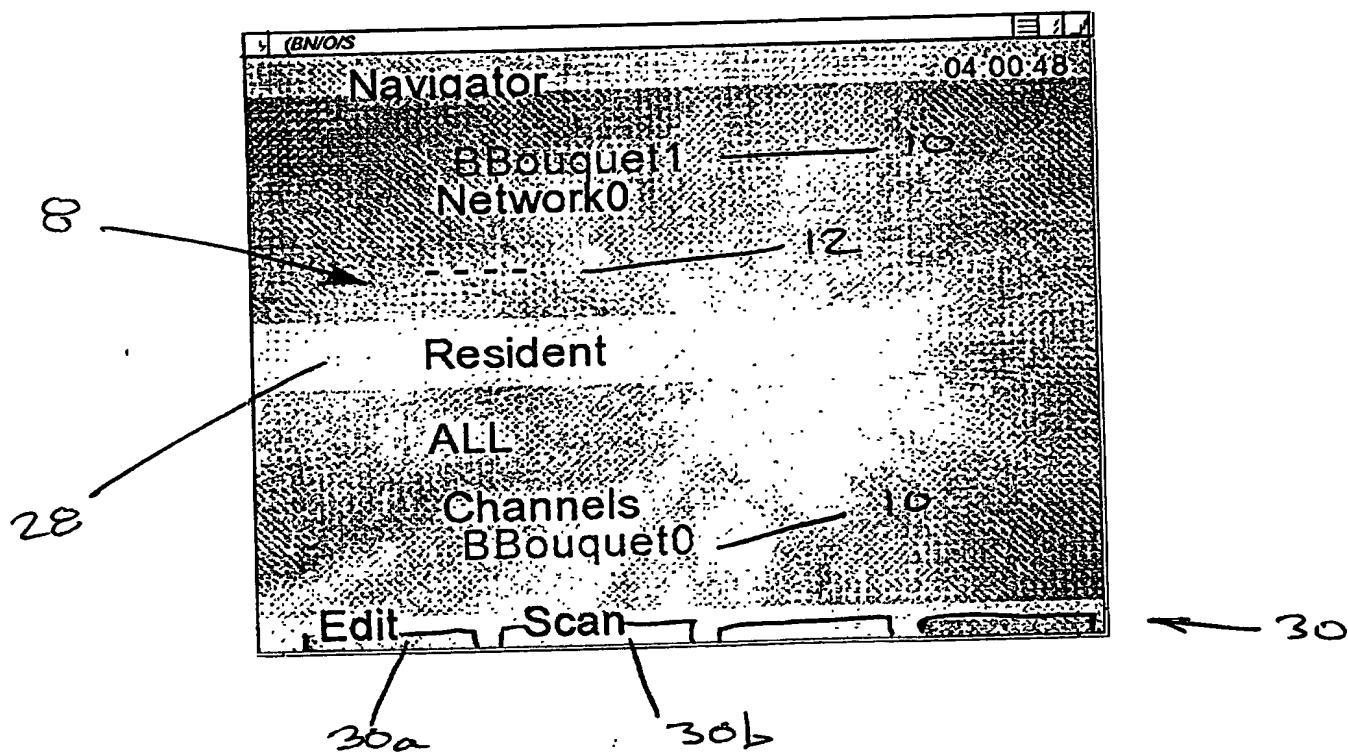 (BN/O/S
Navigator 04:00:48
BBouquet1 10
Network0
8
- - - - 12
Resident
ALL
28
Channels 10
BBouquet0
Edit Scan
30
30a 30b